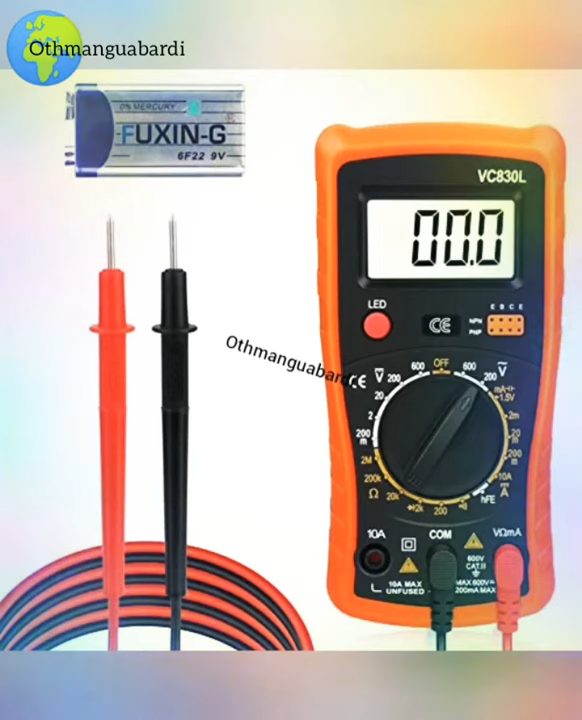 Othmanguabardi
0% MERCURY
FUXIN-G
®
6F22 9V
VC830L
00.0
LED
CE
NPN
PNP
E B C E
Othmanguabardi
CE
OFF
600
600
V
200
200
V
20
mA
1.5V
2
2m
200
m
20
m
2M
200
m
200k
10A
Ω
20k
A
2k
200
hFE
10A
COM
VΩmA
600V
CAT.II
10A MAX
UNFUSED
MAX 600V
200mA MAX